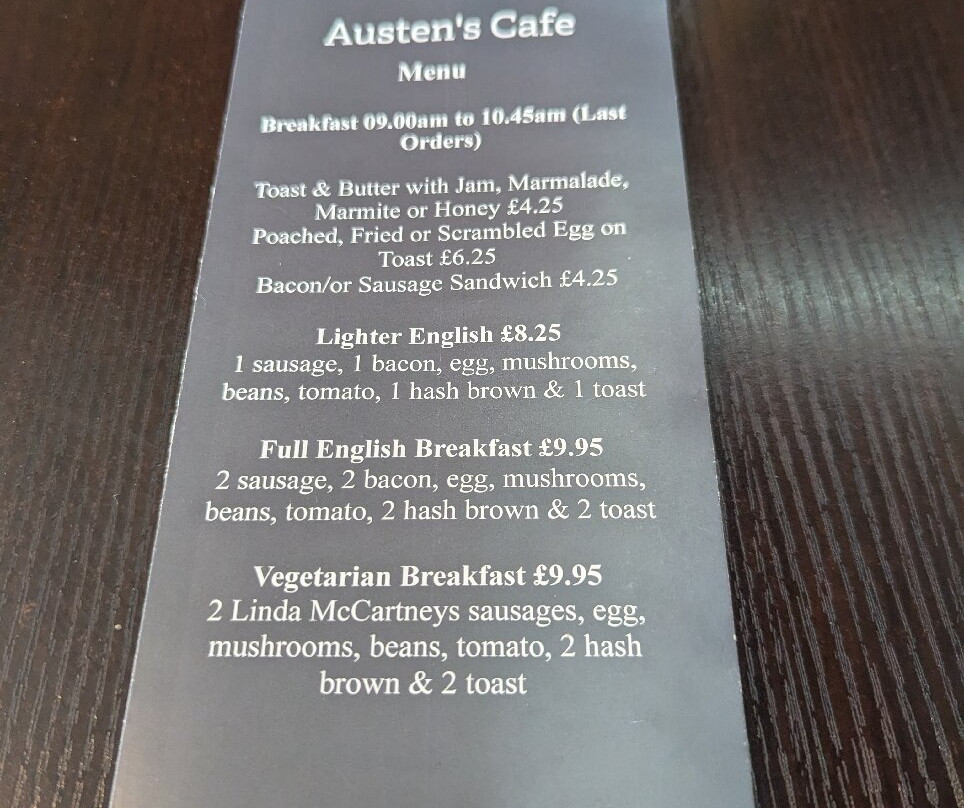 Austen's Cafe
Menu
Breakfast 09.00am to 10.45am (Last
Orders)
Toast & Butter with Jam, Marmalade,
Marmite or Honey £4.25
Poached, Fried or Scrambled Egg on
Toast £6.25
Bacon/or Sausage Sandwich £4.25
Lighter English £8.25
1 sausage, 1 bacon, egg, mushrooms,
beans, tomato, 1 hash brown & 1 toast
Full English Breakfast £9.95
2 sausage, 2 bacon, egg, mushrooms,
beans, tomato, 2 hash brown & 2 toast
Vegetarian Breakfast £9.95
2 Linda McCartneys sausages, egg,
mushrooms, beans, tomato, 2 hash
brown & 2 toast